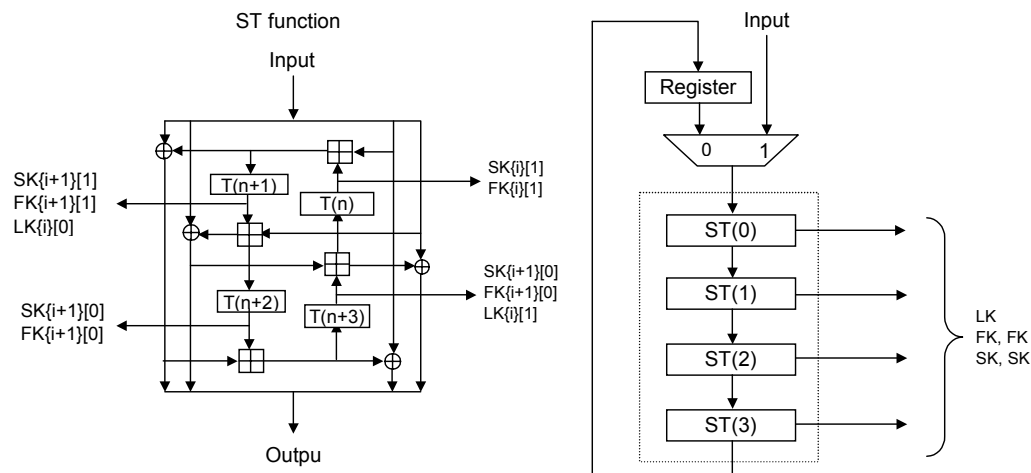 ST function
Input
T(n+1)
T(n)
SK{i}[1]
FK{i}[1]
SK{i+1}[1]
FK{i+1}[1]
LK{i}[0]
T(n+2)
T(n+3)
SK{i+1}[0]
FK{i+1}[0]
LK{i}[1]
SK{i+1}[0]
FK{i+1}[0]
Outpu
Input
Register
0 1
ST(0)
ST(1)
ST(2)
ST(3)
LK
FK, FK
SK, SK